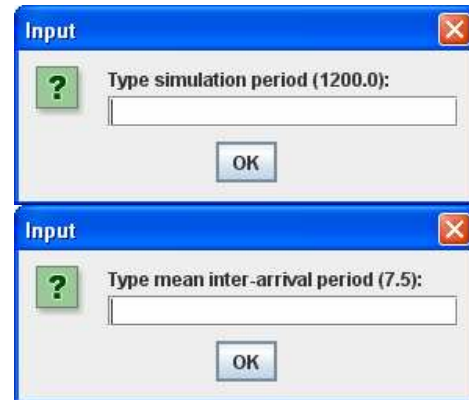 Input
?
Type simulation period (1200.0):
OK
Input
?
Type mean inter-arrival period (7.5):
OK